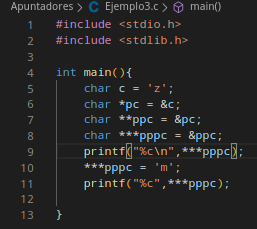 Apuntadores > C Ejemplo3.c > main()
1 #include <stdio.h>
2 #include <stdlib.h>
3
4 int main(){
5     char c = 'z';
6     char *pc = &c;
7     char **ppc = &pc;
8     char ***pppc = &ppc;
9     printf("%c\n",***pppc);
10     ***pppc = 'm';
11     printf("%c",***pppc);
12
13 }